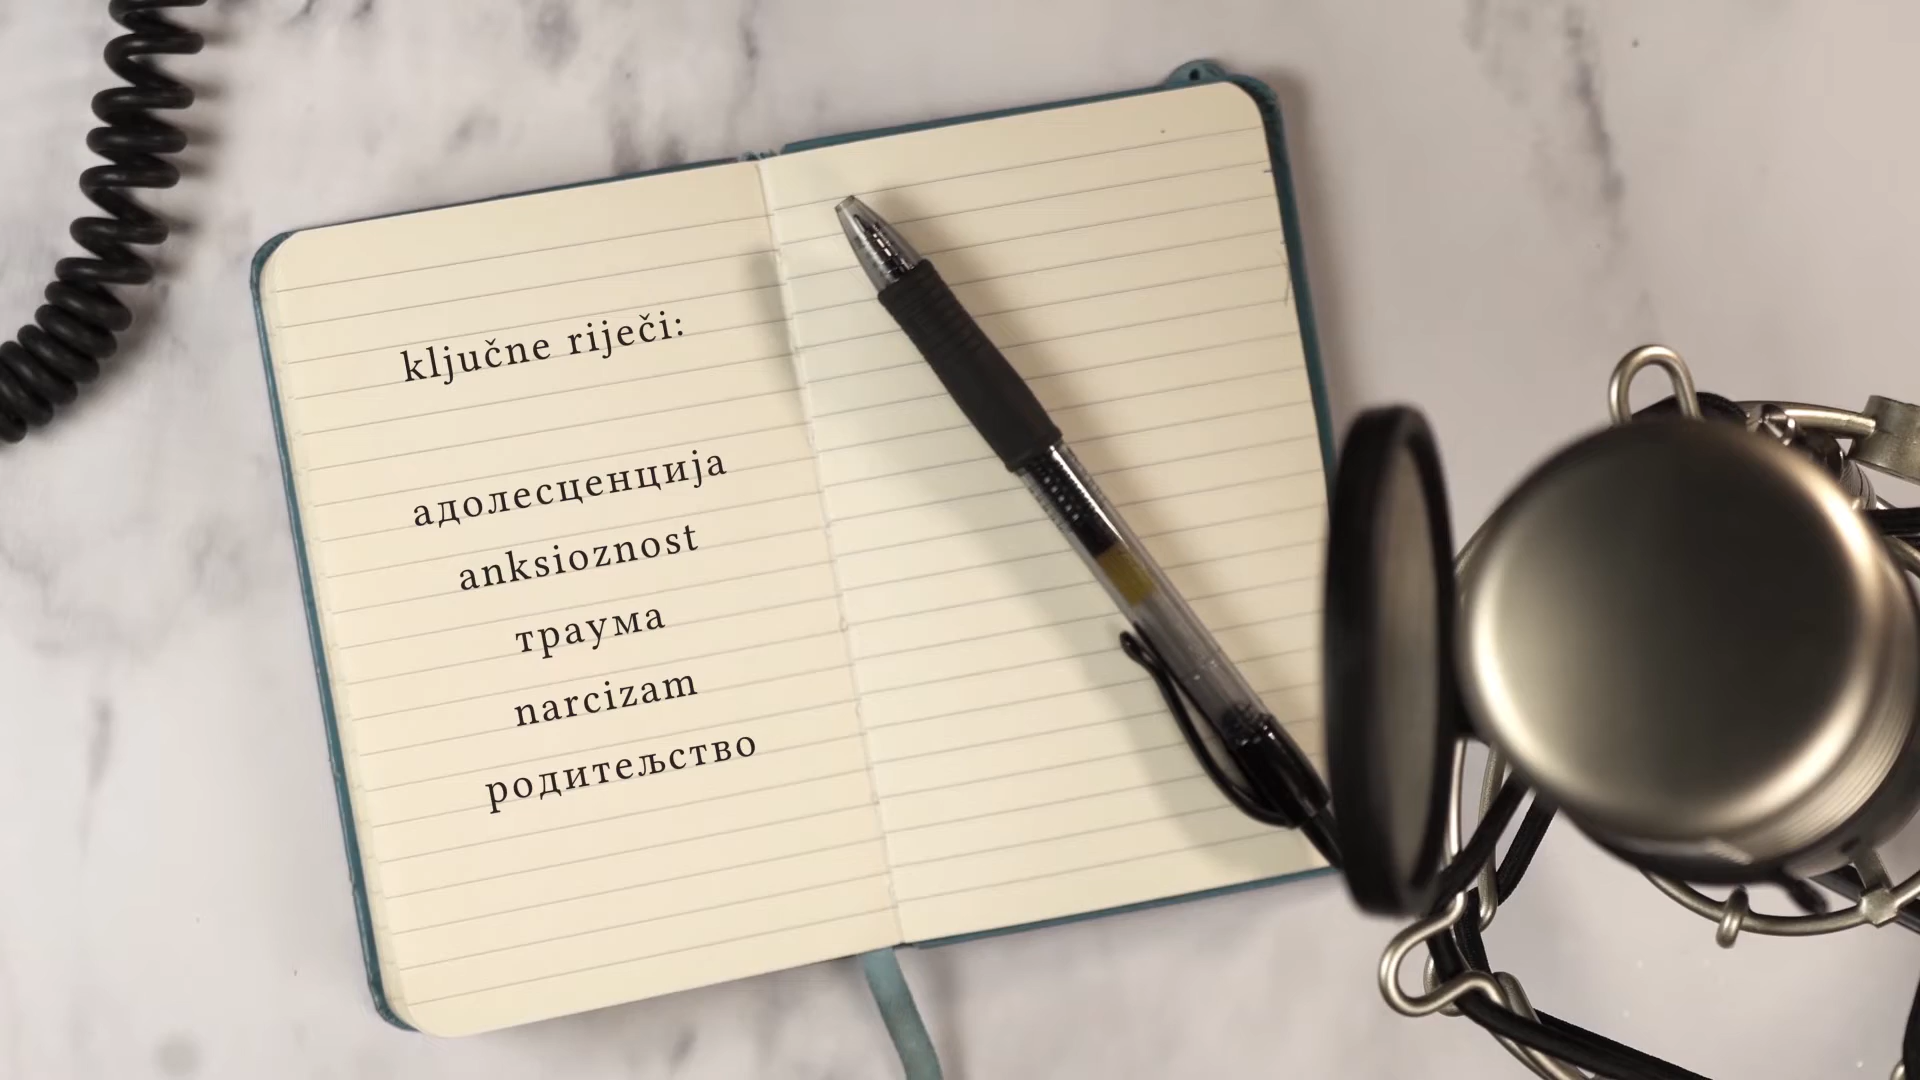 ključne riječi:
адолесценција
anksioznost
траума
narcizam
родитељство